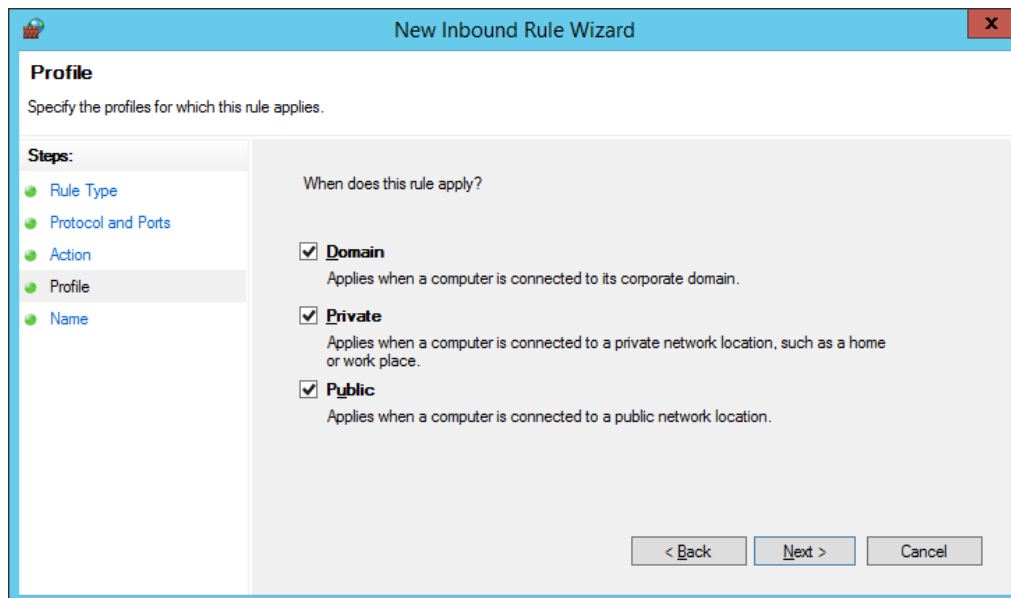 New Inbound Rule Wizard
x
Profile
Specify the profiles for which this rule applies.
Steps:
Rule Type
Protocol and Ports
Action
Profile
Name
When does this rule apply?
Domain
Applies when a computer is connected to its corporate domain.
Private
Applies when a computer is connected to a private network location, such as a home
or work place.
Public
Applies when a computer is connected to a public network location.
< Back
Next >
Cancel